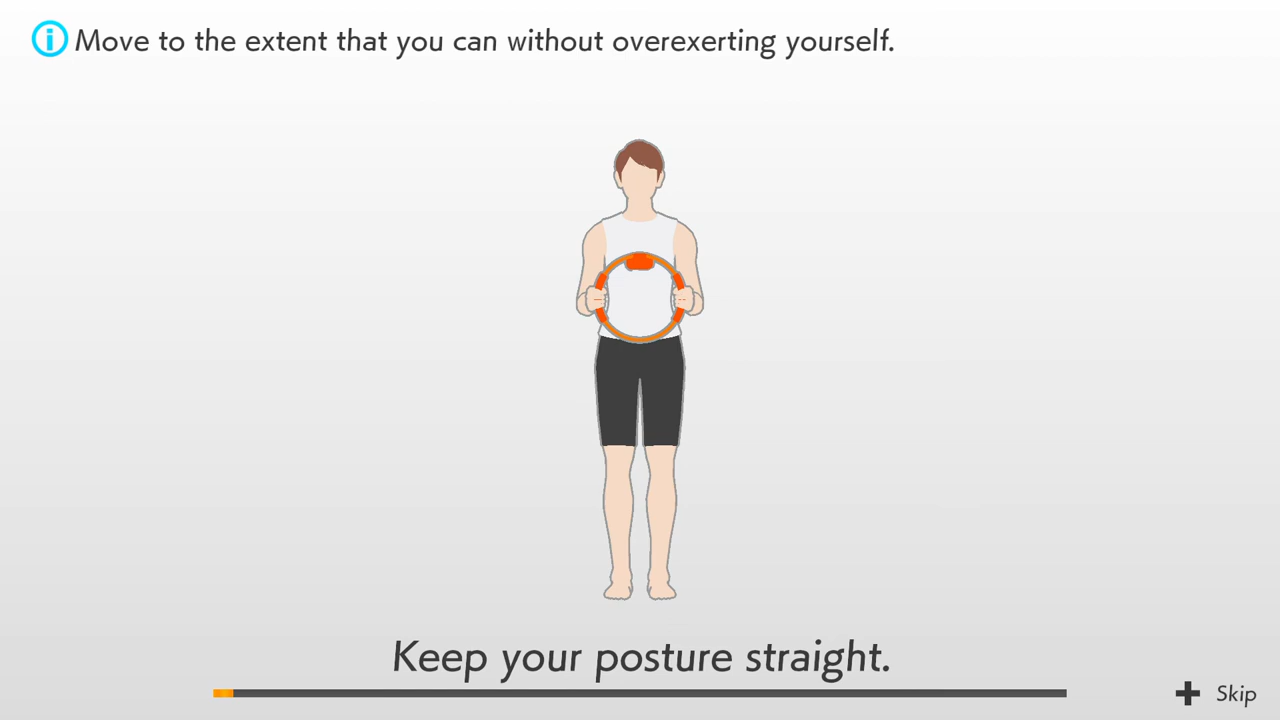 Move to the extent that you can without overexerting yourself.
Keep your posture straight.
Skip